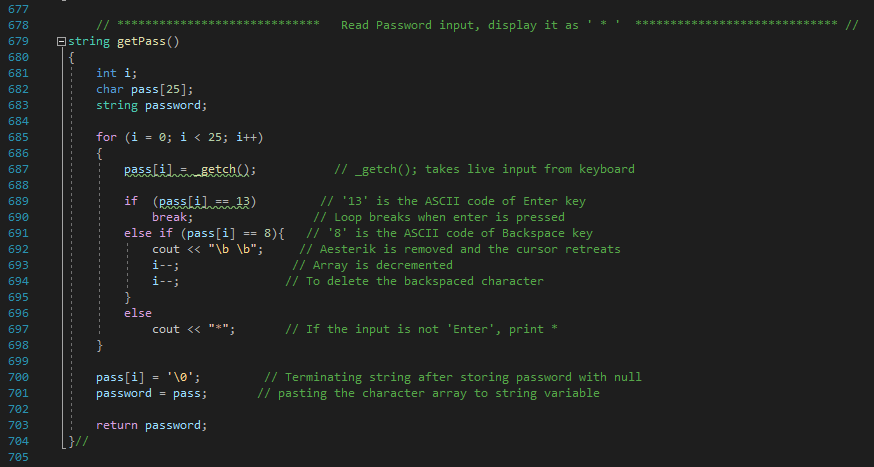 677
678 // ***************************** Read Password input, display it as ' * ' ***************************** //
679 string getPass()
680 {
681 int i;
682 char pass[25];
683 string password;
684
685 for (i = 0; i < 25; i++)
686 {
687 pass[i] = _getch(); // _getch(); takes live input from keyboard
688
689 if (pass[i] == 13) // '13' is the ASCII code of Enter key
690 break; // Loop breaks when enter is pressed
691 else if (pass[i] == 8){ // '8' is the ASCII code of Backspace key
692 cout << "\b \b"; // Aesterik is removed and the cursor retreats
693 i--; // Array is decremented
694 i--; // To delete the backspaced character
695 }
696 else
697 cout << "*"; // If the input is not 'Enter', print *
698 }
699
700 pass[i] = '\0'; // Terminating string after storing password with null
701 password = pass; // pasting the character array to string variable
702
703 return password;
704 }//
705